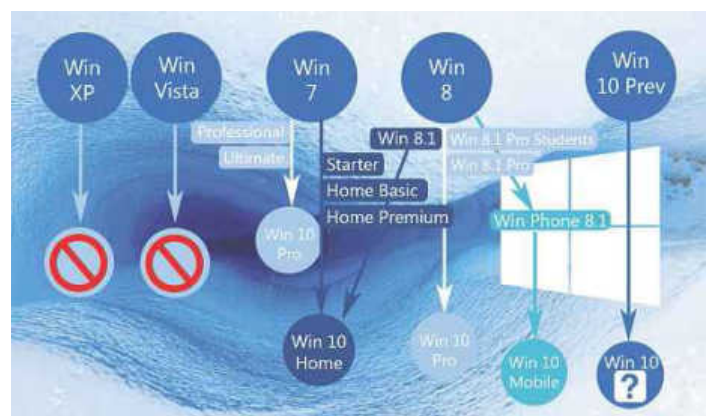 Win
XP
Win
Vista
Win
7
Win
8
Win
10 Prev
Professional
Ultimate
Win 8.1
Win 8.1 Pro Students
Win 8.1 Pro
Starter
Home Basic
Home Premium
Win Phone 8.1
Win 10
Pro
Win 10
Home
Win 10
Pro
Win 10
Mobile
Win 10
?